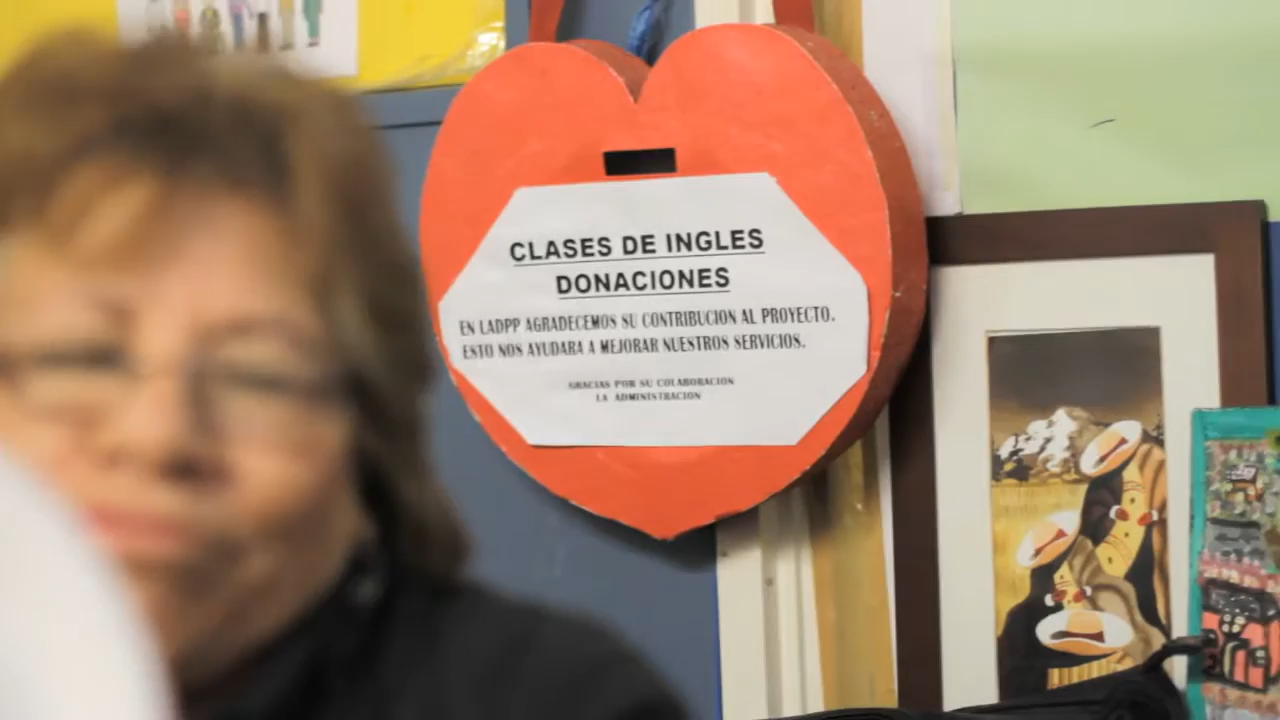 CLASES DE INGLES
DONACIONES
EN LADPP AGRADECEMOS SU CONTRIBUCION AL PROYECTO.
ESTO NOS AYUDARA A MEJORAR NUESTROS SERVICIOS.
GRACIAS POR SU COLABORACION
LA ADMINISTRACION